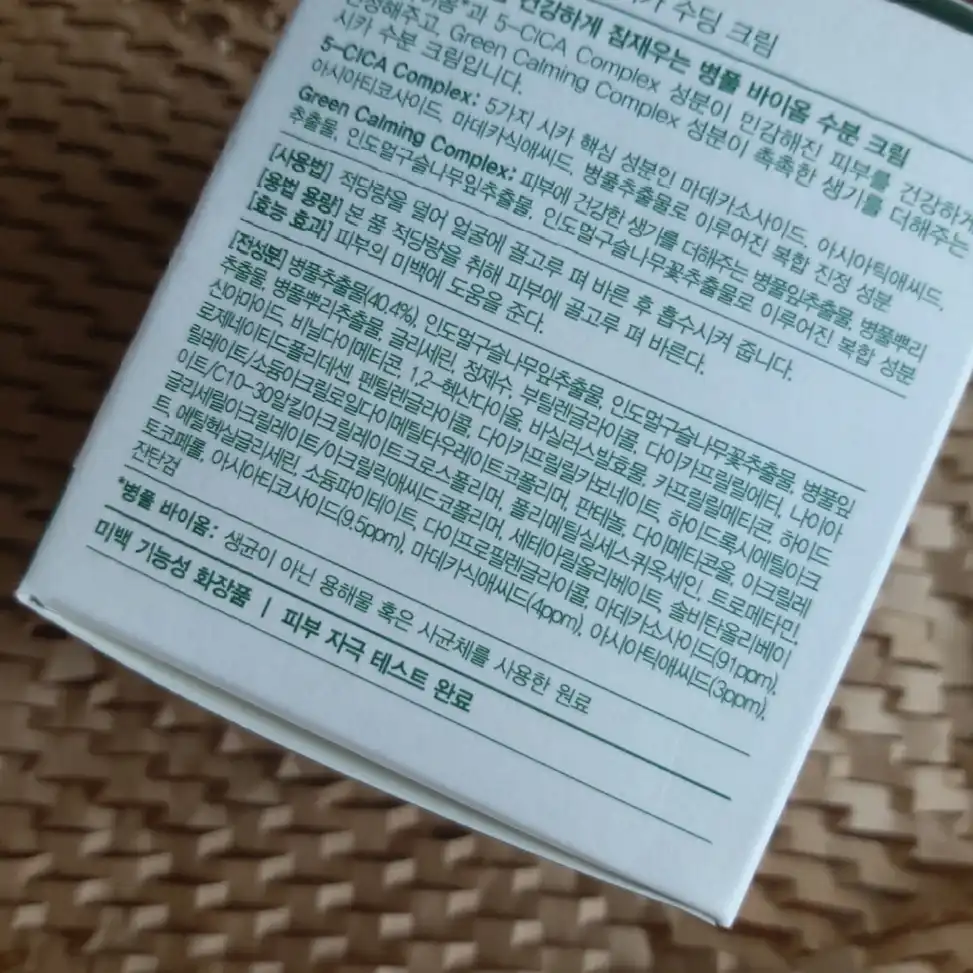 수딩 크림
건강하게 잠재우는 병풀 바이옴 수분 크림
과 5-CICA Complex 성분이 민감해진 피부를 건강하게
진정해주고, Green Calming Complex 성분이 촉촉한 생기를 더해주는
시카 수분 크림입니다.
5-CICA Complex: 5가지 시카 핵심 성분인 마데카소사이드, 아시아틱애씨드,
아시아티코사이드, 마데카식애씨드, 병풀추출물로 이루어진 복합 진정 성분
Green Calming Complex: 피부에 건강한 생기를 더해주는 병풀잎추출물, 병풀뿌리
추출물, 인도멀구슬나무잎추출물, 인도멀구슬나무꽃추출물로 이루어진 복합 성분
[사용법] 적당량을 덜어 얼굴에 골고루 펴 바른 후 흡수시켜 줍니다.
[용법 용량] 본 품 적당량을 취해 피부에 골고루 펴 바른다.
[효능 효과] 피부의 미백에 도움을 준다.
[전성분] 병풀추출물(40.4%), 인도멀구슬나무잎추출물, 인도멀구슬나무꽃추출물, 병풀잎
추출물, 병풀뿌리추출물, 글리세린, 정제수, 부틸렌글라이콜, 다이카프릴릴에터, 나이아
신아마이드, 비닐다이메티콘, 1,2-헥산다이올, 바실러스발효물, 카프릴릴메티콘, 하이드
로제네이티드폴리데센, 펜틸렌글라이콜, 다이카프릴릴카보네이트, 하이드록시에틸아크
릴레이트/소듐아크릴로일다이메틸타우레이트코폴리머, 판테놀, 다이메티콘올, 아크릴레
이트/C10-30알킬아크릴레이트크로스폴리머, 폴리메틸실세스퀴옥세인, 트로메타민,
글리세릴아크릴레이트/아크릴릭애씨드코폴리머, 세테아릴올리베이트, 솔비탄올리베이
트, 에틸헥실글리세린, 소듐파이테이트, 다이프로필렌글라이콜, 마데카소사이드(91ppm),
토코페롤, 아시아티코사이드(9.5ppm), 마데카식애씨드(4ppm), 아시아틱애씨드(3ppm),
잔탄검
*병풀 바이옴: 생균이 아닌 용해물 혹은 사균체를 사용한 원료
미백 기능성 화장품 | 피부 자극 테스트 완료